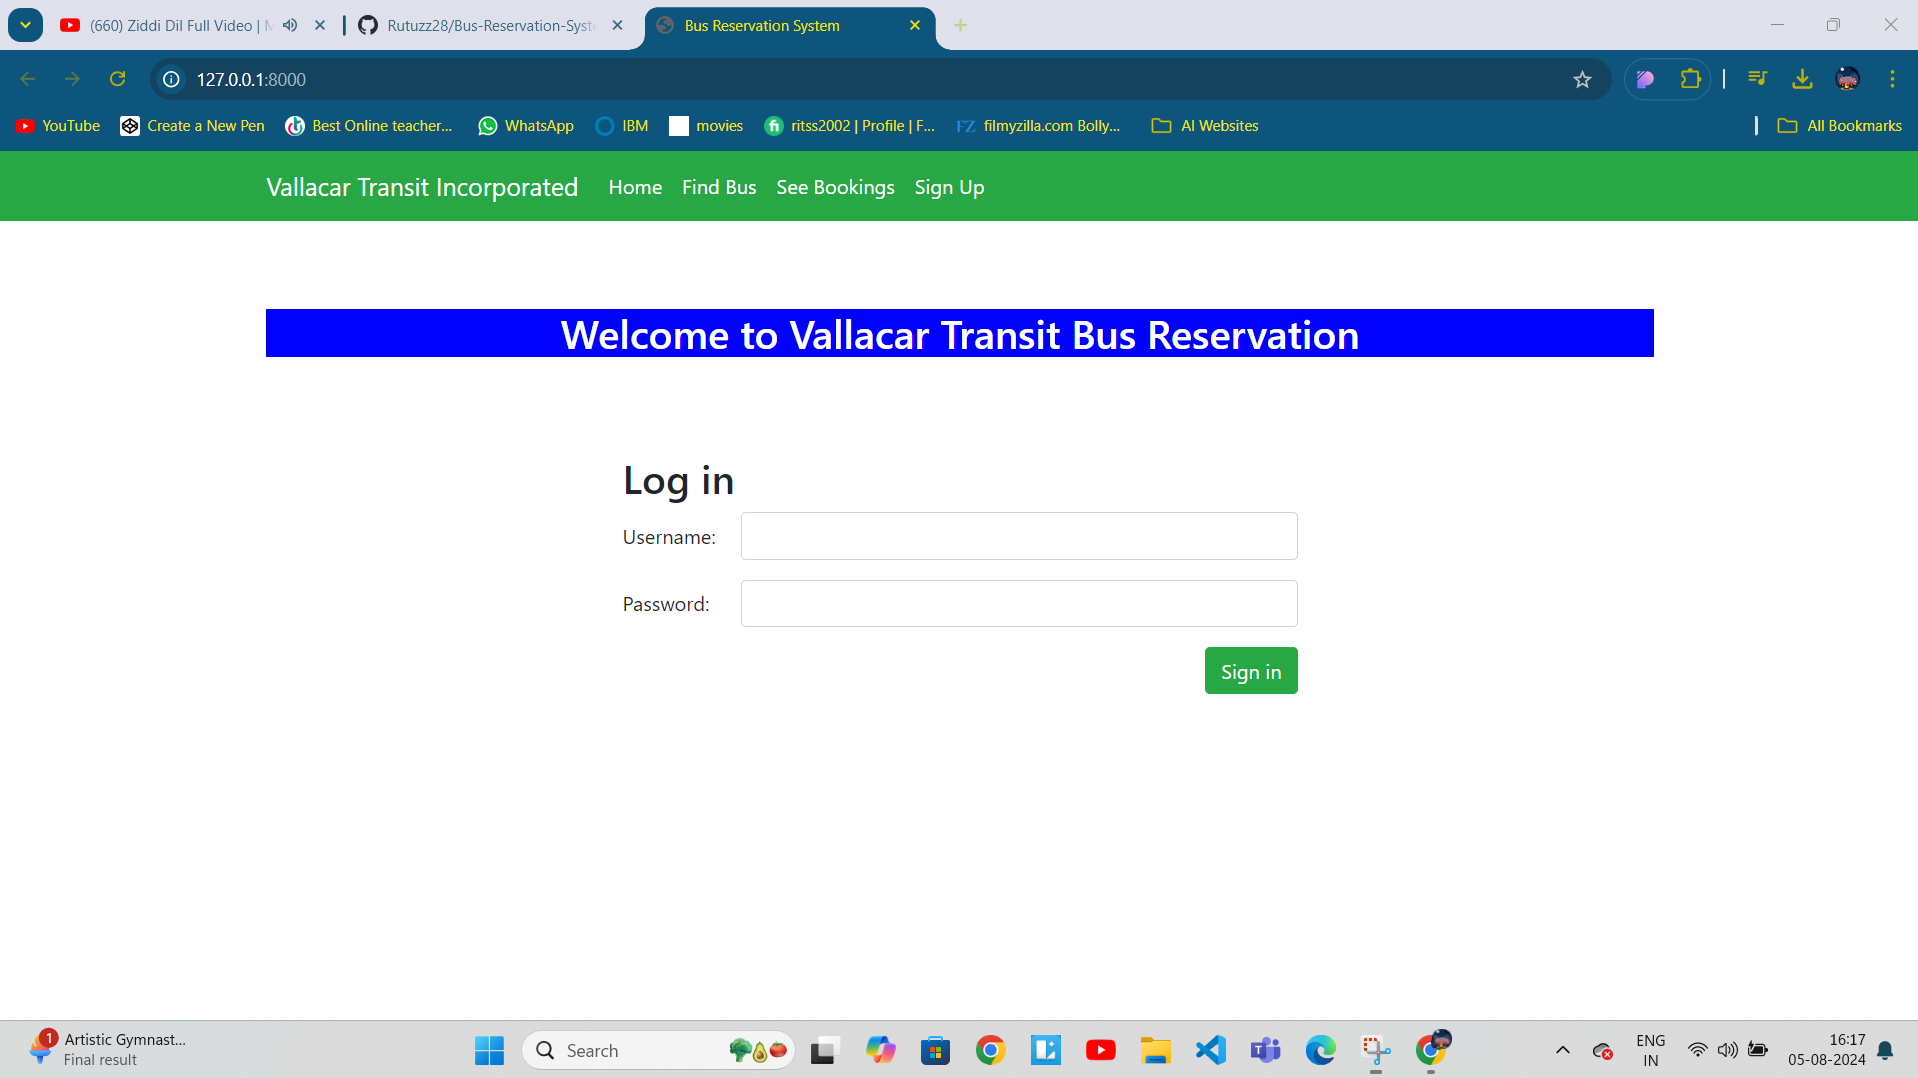 (660) Ziddi Dil Full Video |
Rutuzz28/Bus-Reservation-Syst
Bus Reservation System
127.0.0.1:8000
YouTube
Create a New Pen
Best Online teacher...
WhatsApp
IBM
movies
ritss2002 | Profile | F...
FZ
filmyzilla.com Bolly...
AI Websites
All Bookmarks
Vallacar Transit Incorporated
Home
Find Bus
See Bookings
Sign Up
Welcome to Vallacar Transit Bus Reservation
Log in
Username:
Password:
Sign in
1
Artistic Gymnast...
Final result
Search
ENG
IN
16:17
05-08-2024